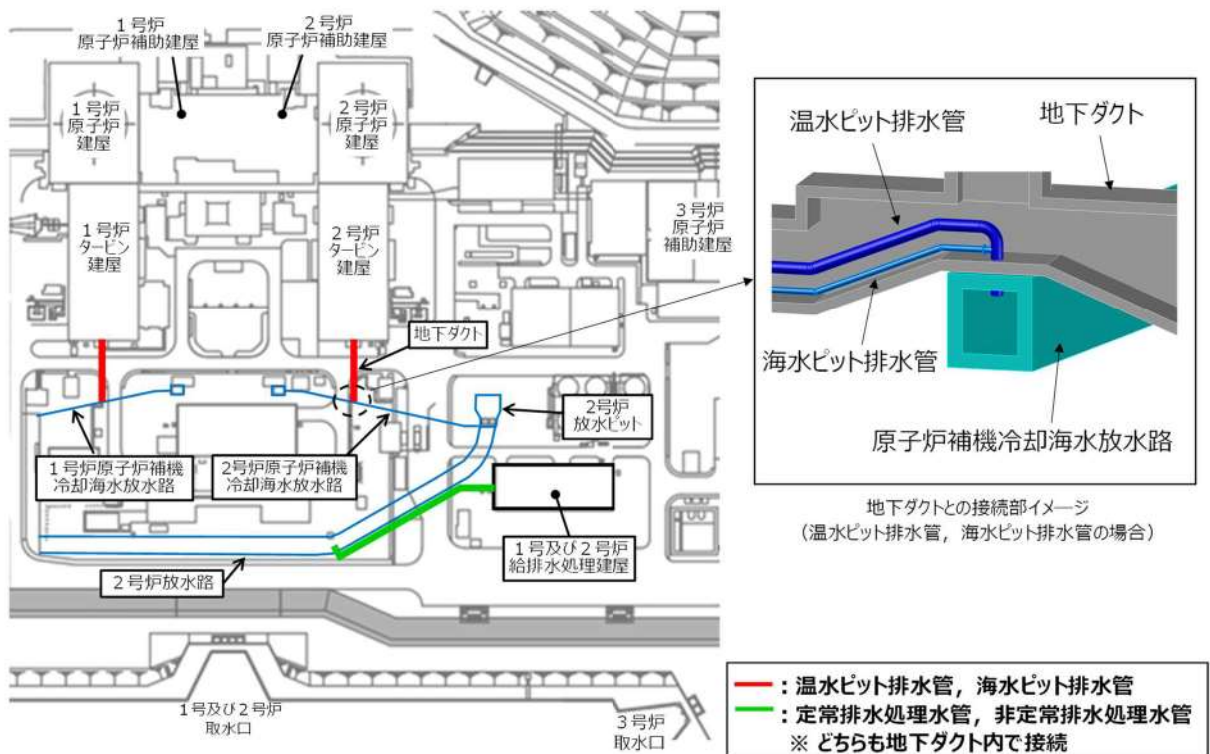 1号炉
原子炉補助建屋
2号炉
原子炉補助建屋
1号炉
原子炉
建屋
2号炉
原子炉
建屋
1号炉
タービン
建屋
2号炉
タービン
建屋
3号炉
原子炉
補助建屋
地下ダクト
2号炉
放水ピット
1号炉原子炉補機
冷却海水放水路
2号炉原子炉補機
冷却海水放水路
2号炉放水路
1号及び2号炉
給排水処理建屋
1号及び2号炉
取水口
3号炉
取水口
温水ピット排水管
地下ダクト
海水ピット排水管
原子炉補機冷却海水放水路
地下ダクトとの接続部イメージ
（温水ピット排水管，海水ピット排水管の場合）
：温水ピット排水管，海水ピット排水管
：定常排水処理水管，非定常排水処理水管
※ どちらも地下ダクト内で接続